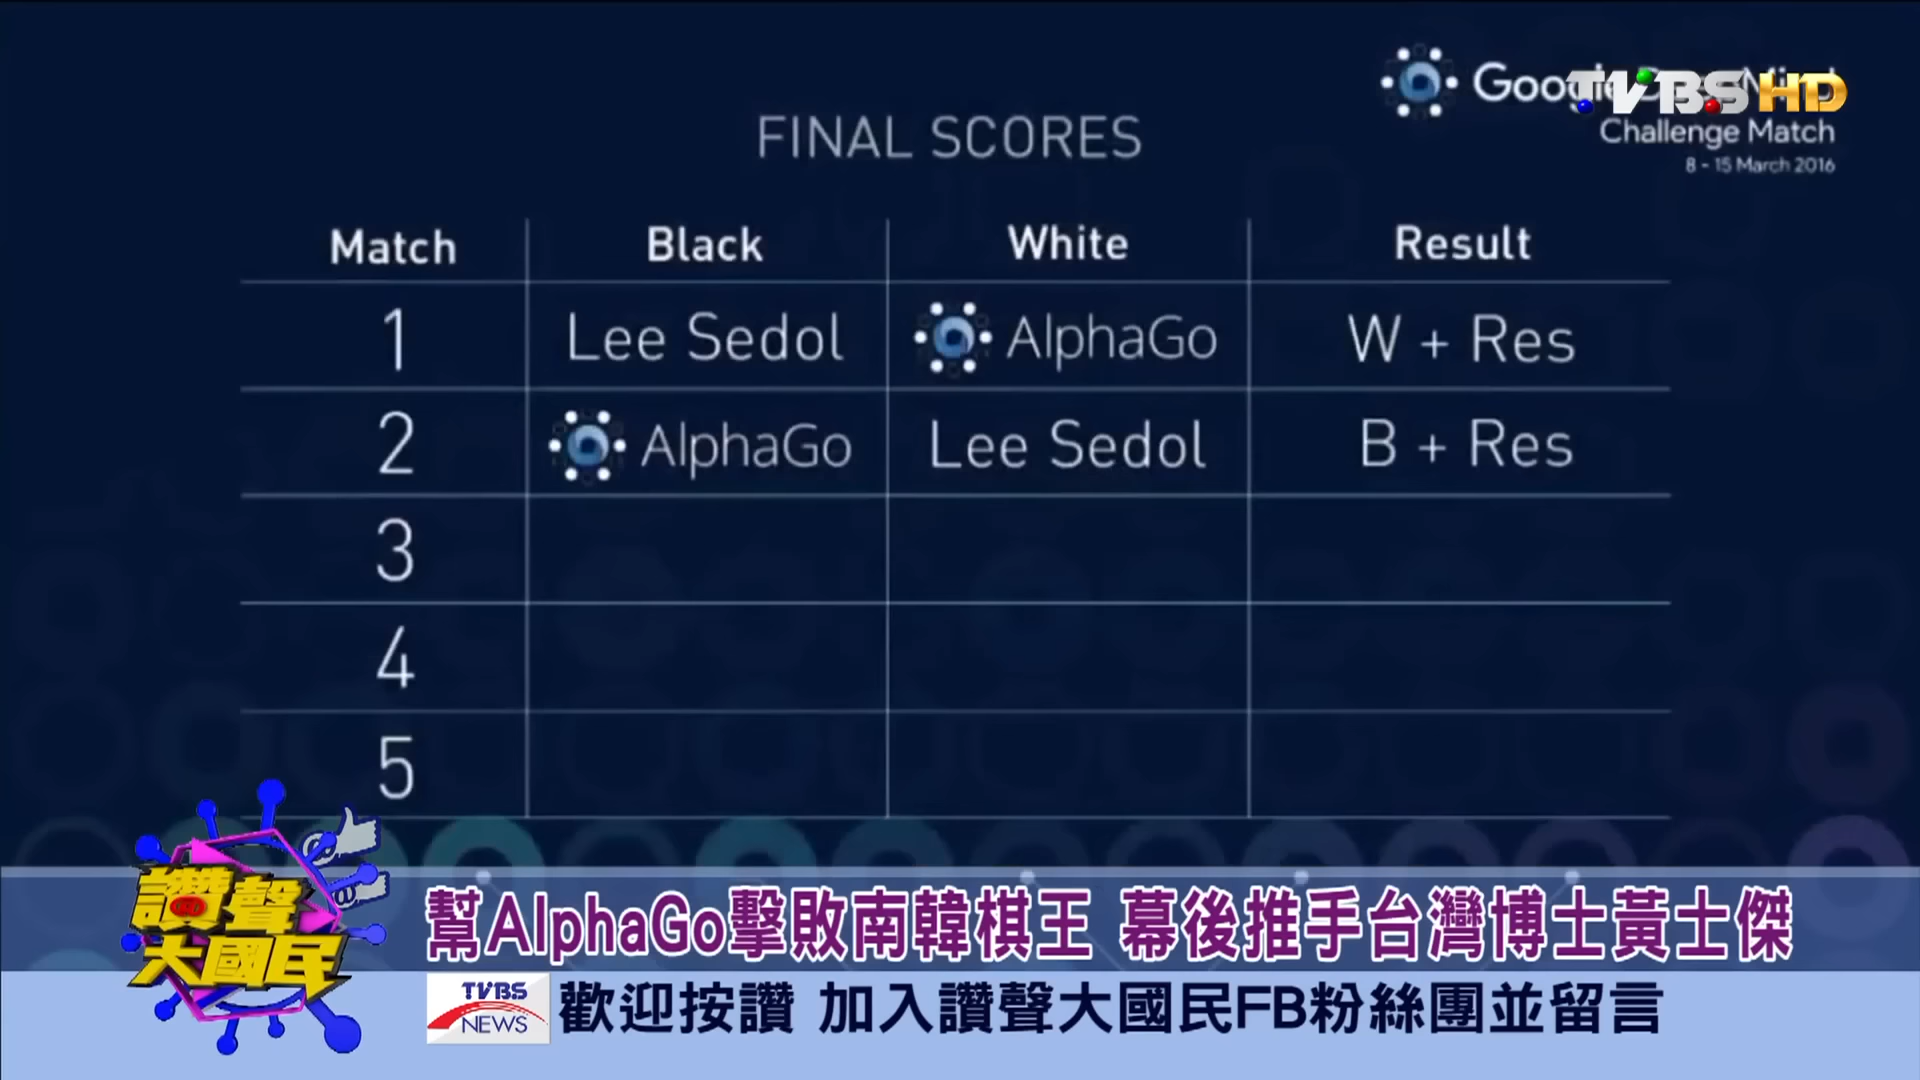 Google
TVBS HD
Challenge Match
8 - 15 March 2016
FINAL SCORES
Match Black White Result
1 Lee Sedol AlphaGo W + Res
2 AlphaGo Lee Sedol B + Res
3
4
5
讚聲
大國民
幫AlphaGo擊敗南韓棋王 幕後推手台灣博士黃士傑
TVBS
NEWS
歡迎按讚 加入讚聲大國民FB粉絲團並留言